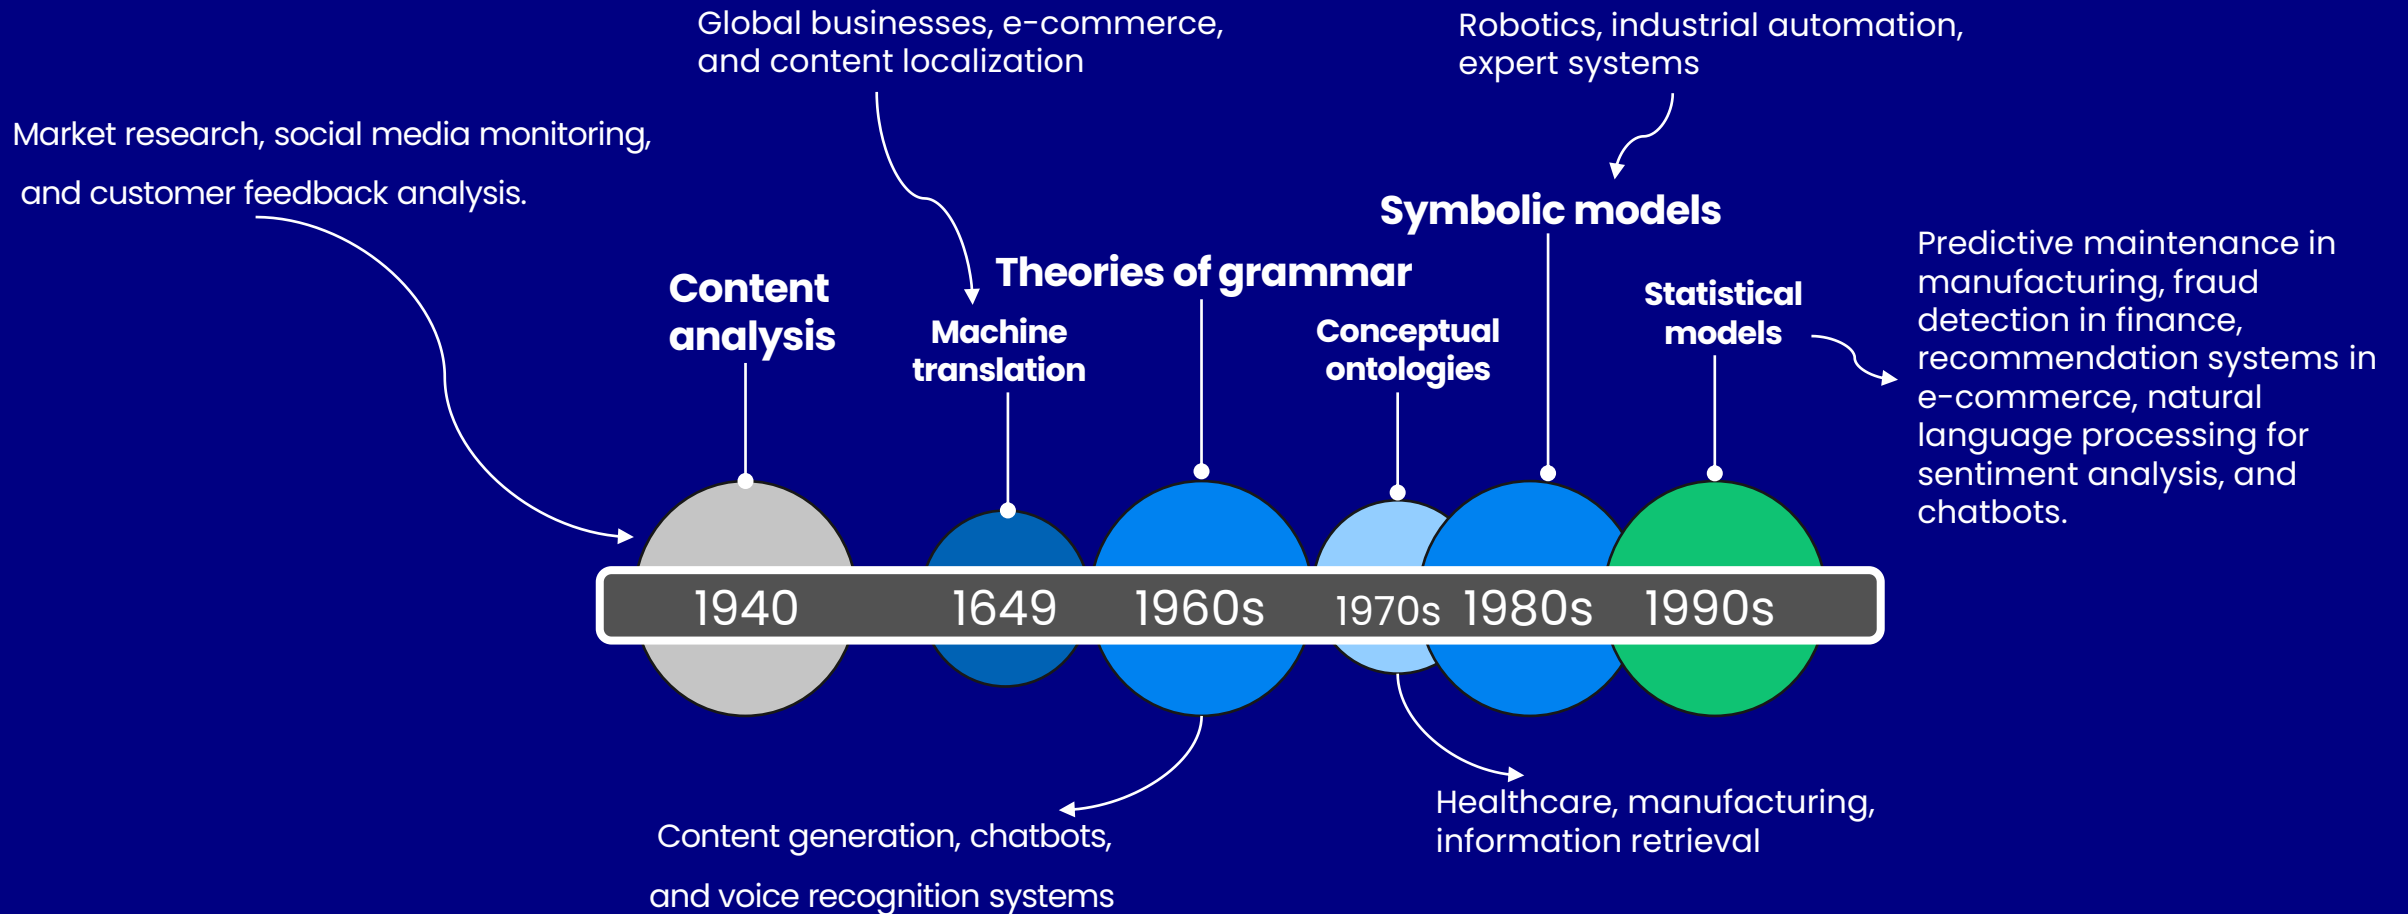 Global businesses, e-commerce,
and content localization
Robotics, industrial automation,
expert systems
Market research, social media monitoring,
and customer feedback analysis.
Symbolic models
Theories of grammar
Content
analysis
Machine
translation
Conceptual
ontologies
Statistical
models
Predictive maintenance in
manufacturing, fraud
detection in finance,
recommendation systems in
e-commerce, natural
language processing for
sentiment analysis, and
chatbots.
1940
1649
1960s
1970s
1980s
1990s
Content generation, chatbots,
and voice recognition systems
Healthcare, manufacturing,
information retrieval